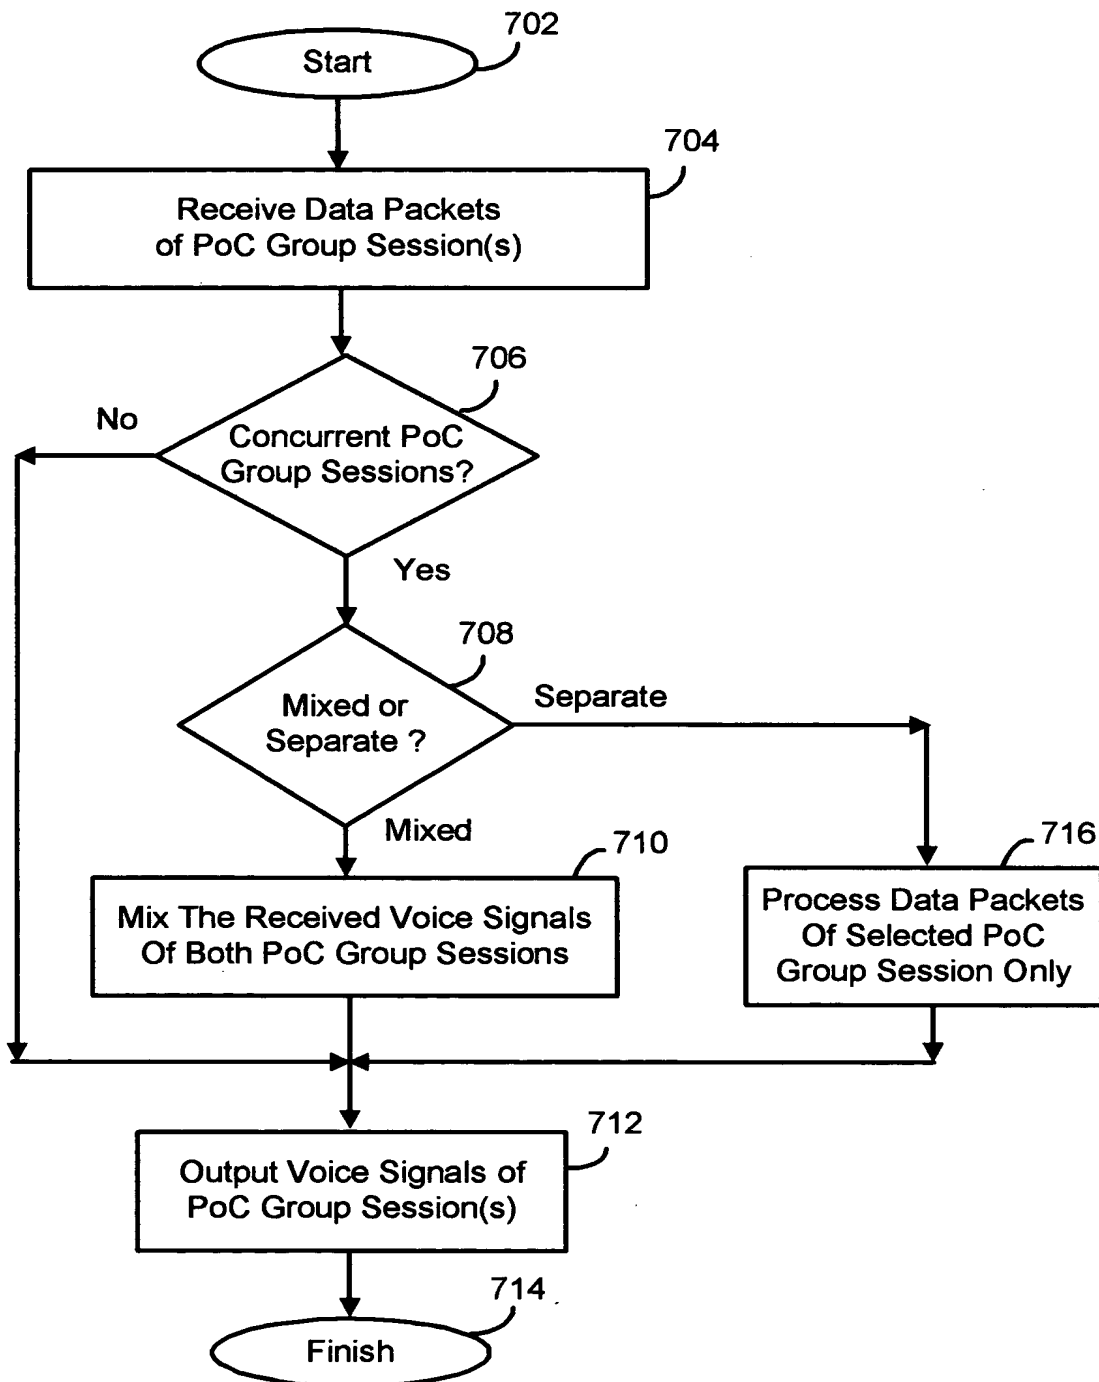 702
Start
704
Receive Data Packets
of PoC Group Session(s)
706
No
Concurrent PoC
Group Sessions?
Yes
708
Mixed or
Separate ?
Separate
Mixed
710
Mix The Received Voice Signals
Of Both PoC Group Sessions
716
Process Data Packets
Of Selected PoC
Group Session Only
712
Output Voice Signals of
PoC Group Session(s)
714
Finish